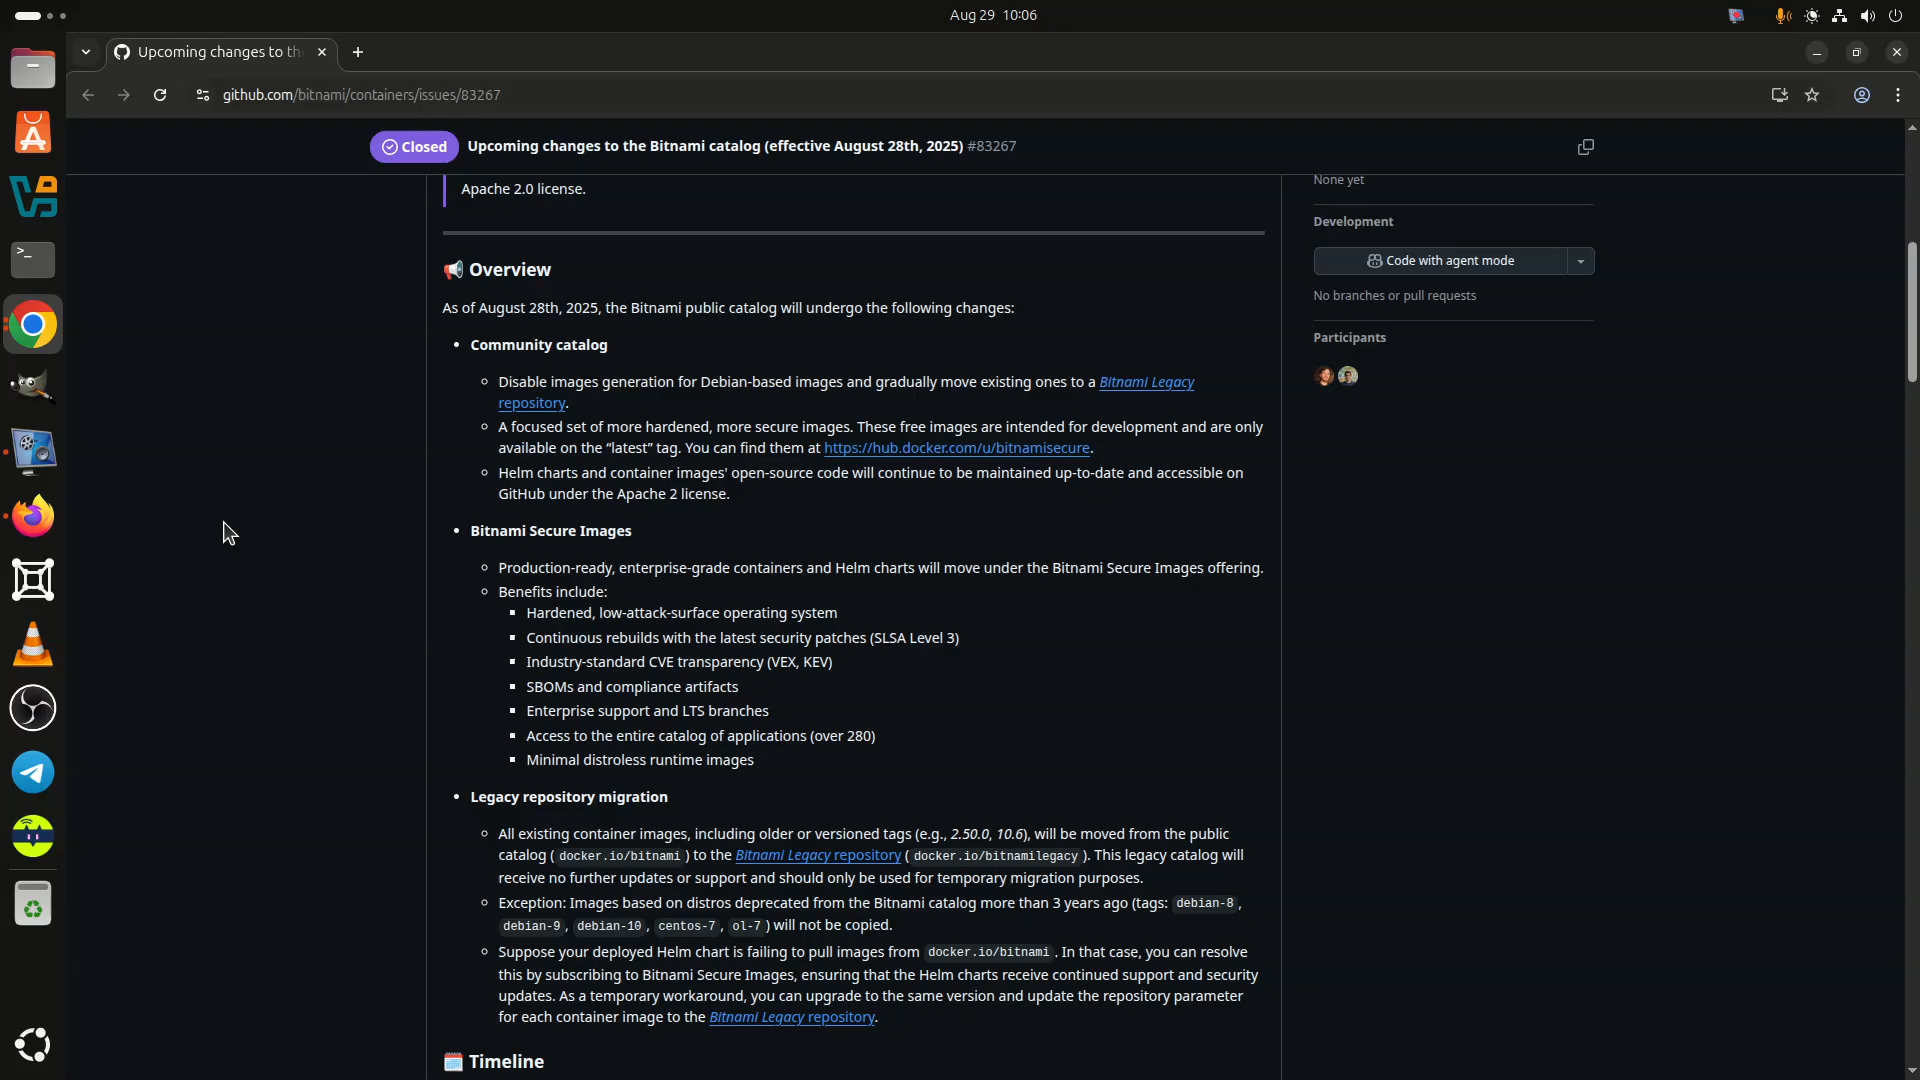 Aug 29 10:06
Upcoming changes to th
github.com/bitnami/containers/issues/83267
Closed
Upcoming changes to the Bitnami catalog (effective August 28th, 2025) #83267
Apache 2.0 license.
None yet
Development
Code with agent mode
No branches or pull requests
Participants
📢 Overview
As of August 28th, 2025, the Bitnami public catalog will undergo the following changes:
• Community catalog
○ Disable images generation for Debian-based images and gradually move existing ones to a Bitnami Legacy
repository.
○ A focused set of more hardened, more secure images. These free images are intended for development and are only
available on the “latest” tag. You can find them at https://hub.docker.com/u/bitnamisecure.
○ Helm charts and container images' open-source code will continue to be maintained up-to-date and accessible on
GitHub under the Apache 2 license.
• Bitnami Secure Images
○ Production-ready, enterprise-grade containers and Helm charts will move under the Bitnami Secure Images offering.
○ Benefits include:
▪ Hardened, low-attack-surface operating system
▪ Continuous rebuilds with the latest security patches (SLSA Level 3)
▪ Industry-standard CVE transparency (VEX, KEV)
▪ SBOMs and compliance artifacts
▪ Enterprise support and LTS branches
▪ Access to the entire catalog of applications (over 280)
▪ Minimal distroless runtime images
• Legacy repository migration
○ All existing container images, including older or versioned tags (e.g., 2.50.0, 10.6), will be moved from the public
catalog ( docker.io/bitnami ) to the Bitnami Legacy repository ( docker.io/bitnamilegacy ). This legacy catalog will
receive no further updates or support and should only be used for temporary migration purposes.
○ Exception: Images based on distros deprecated from the Bitnami catalog more than 3 years ago (tags: debian-8 ,
debian-9 , debian-10 , centos-7 , ol-7 ) will not be copied.
○ Suppose your deployed Helm chart is failing to pull images from docker.io/bitnami . In that case, you can resolve
this by subscribing to Bitnami Secure Images, ensuring that the Helm charts receive continued support and security
updates. As a temporary workaround, you can upgrade to the same version and update the repository parameter
for each container image to the Bitnami Legacy repository.
🗓️ Timeline